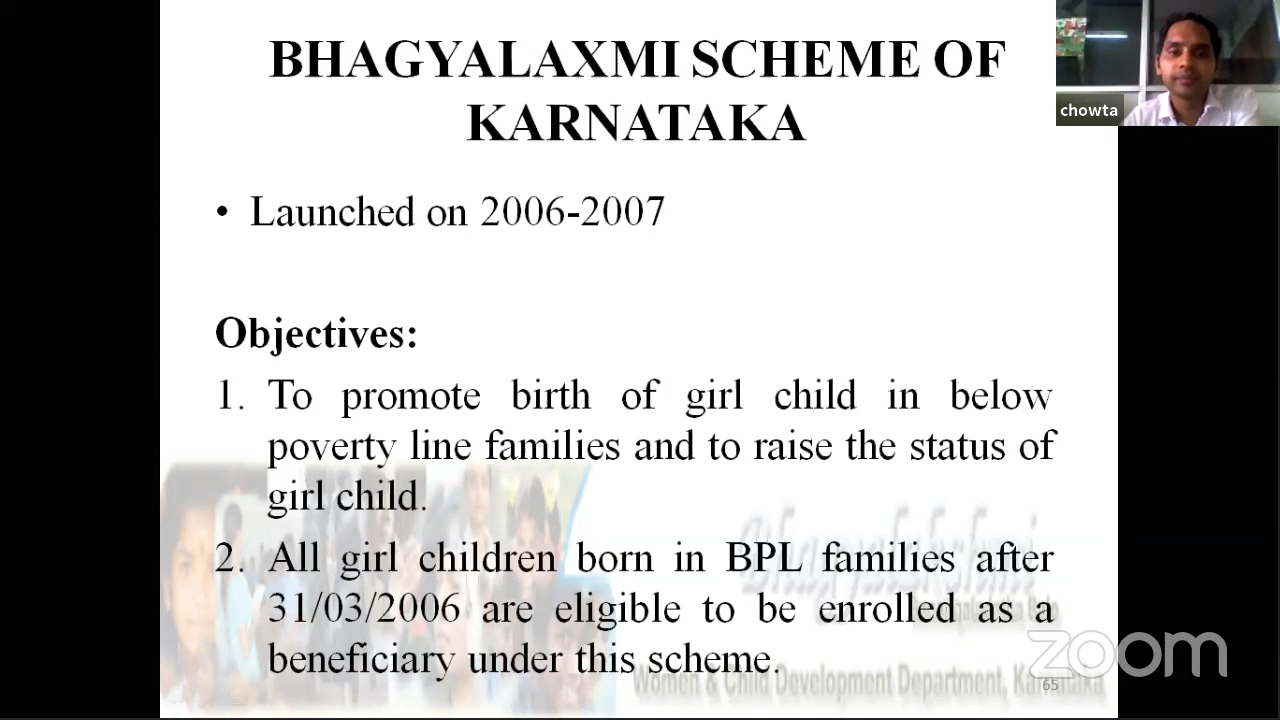 BHAGYALAXMI SCHEME OF
KARNATAKA
chowta
• Launched on 2006-2007
Objectives:
1. To promote birth of girl child in below
poverty line families and to raise the status of
girl child.
2. All girl children born in BPL families after
31/03/2006 are eligible to be enrolled as a
beneficiary under this scheme.
Bhagyalakshmi
zoom
Women & Child Development Department, Karnataka
65